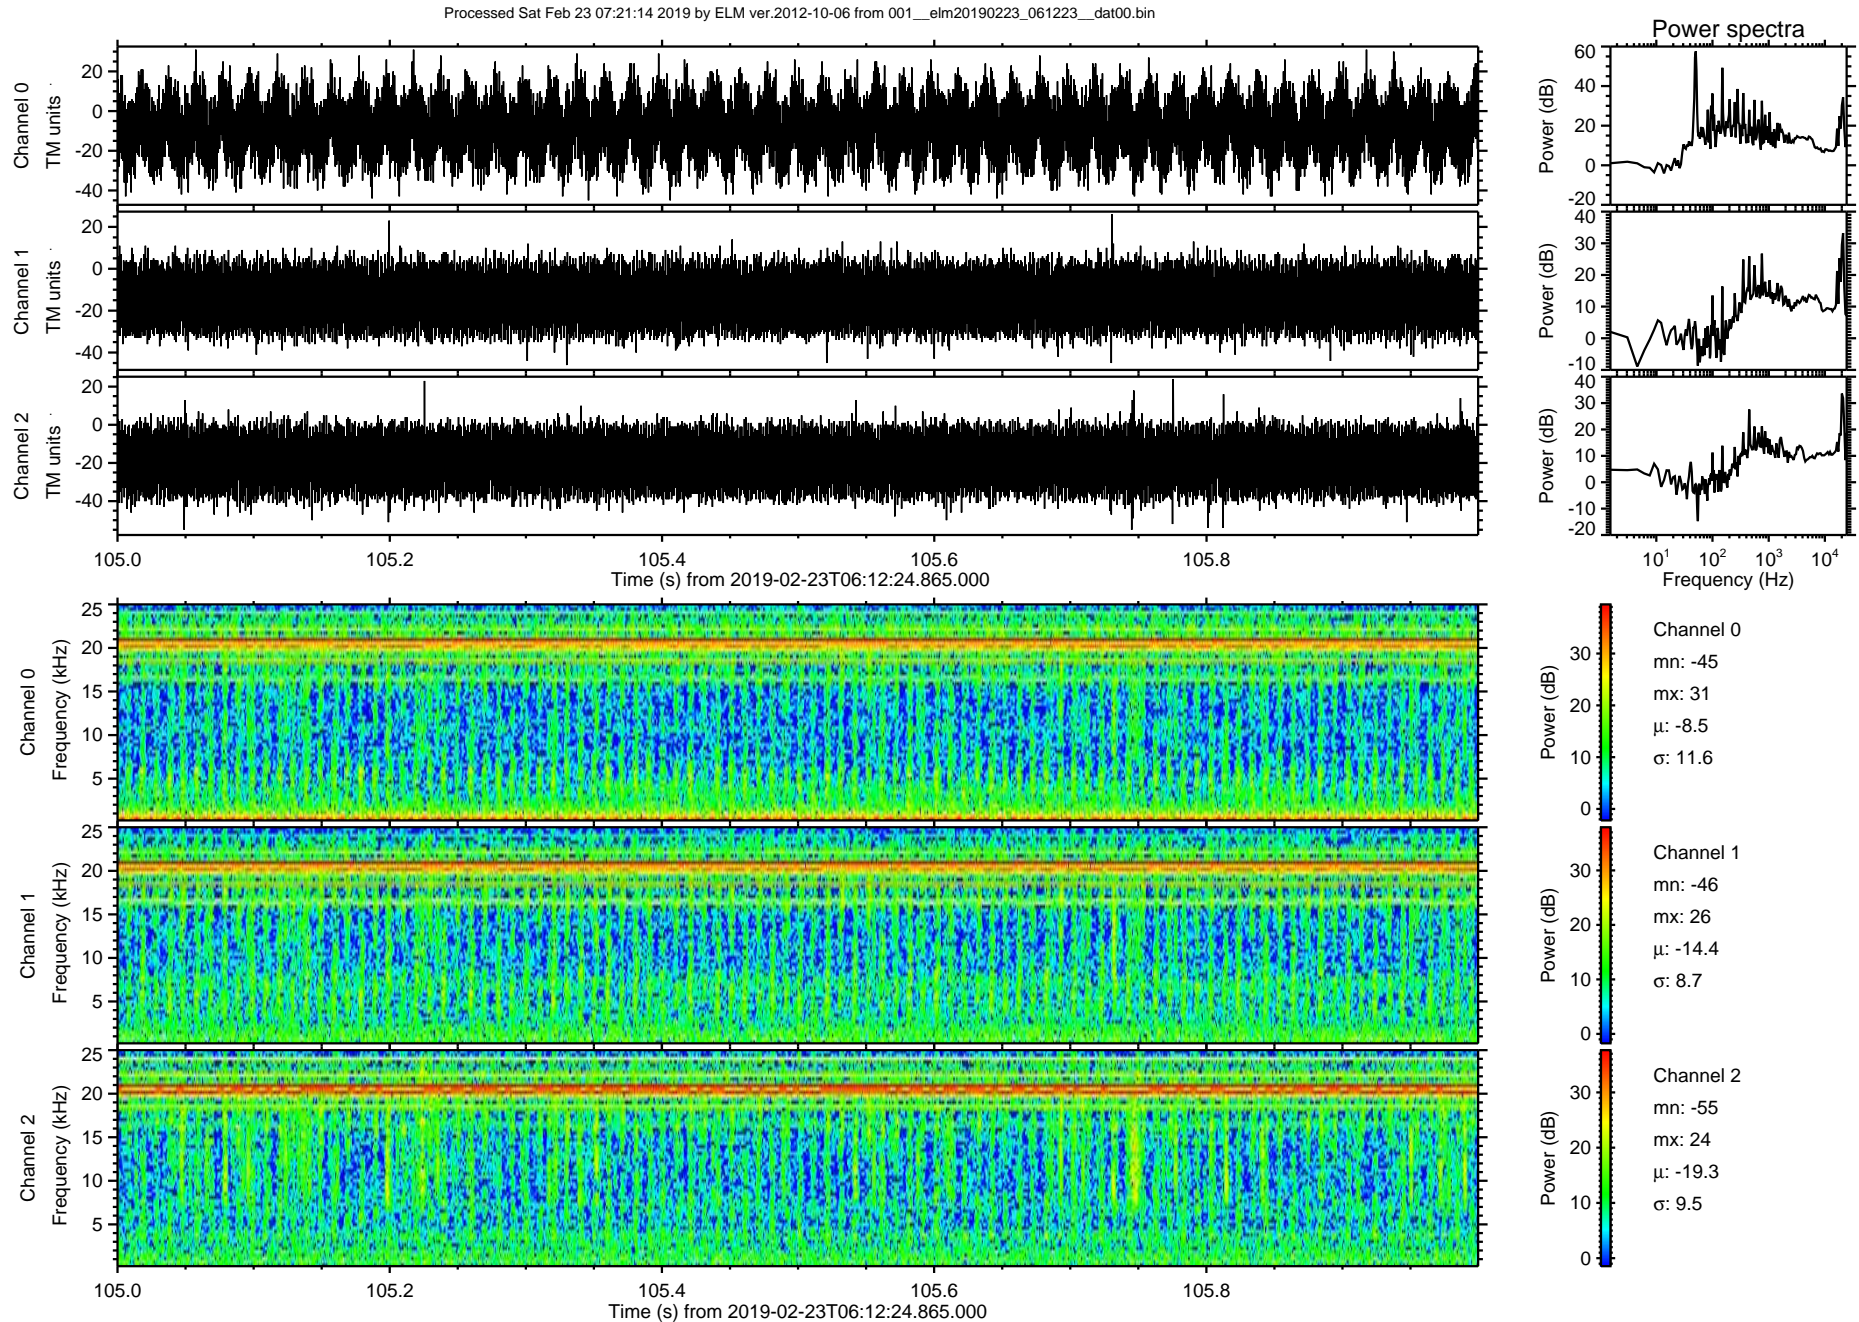 Processed Sat Feb 23 07:21:14 2019 by ELM ver.2012-10-06 from 001__elm20190223_061223__dat00.bin
Power spectra
Channel 0
TM units
20
0
-20
-40
Power (dB)
60
40
20
0
-20
Channel 1
TM units
20
0
-20
-40
Power (dB)
40
30
20
10
0
-10
Channel 2
TM units
20
0
-20
-40
Power (dB)
40
30
20
10
0
-10
-20
105.0 105.2 105.4 105.6 105.8
Time (s) from 2019-02-23T06:12:24.865.000
10^1 10^2 10^3 10^4
Frequency (Hz)
Channel 0
Frequency (kHz)
25
20
15
10
5
Power (dB)
30
20
10
0
Channel 0
mn: -45
mx: 31
μ: -8.5
σ: 11.6
Channel 1
Frequency (kHz)
25
20
15
10
5
Power (dB)
30
20
10
0
Channel 1
mn: -46
mx: 26
μ: -14.4
σ: 8.7
Channel 2
Frequency (kHz)
25
20
15
10
5
Power (dB)
30
20
10
0
Channel 2
mn: -55
mx: 24
μ: -19.3
σ: 9.5
105.0 105.2 105.4 105.6 105.8
Time (s) from 2019-02-23T06:12:24.865.000